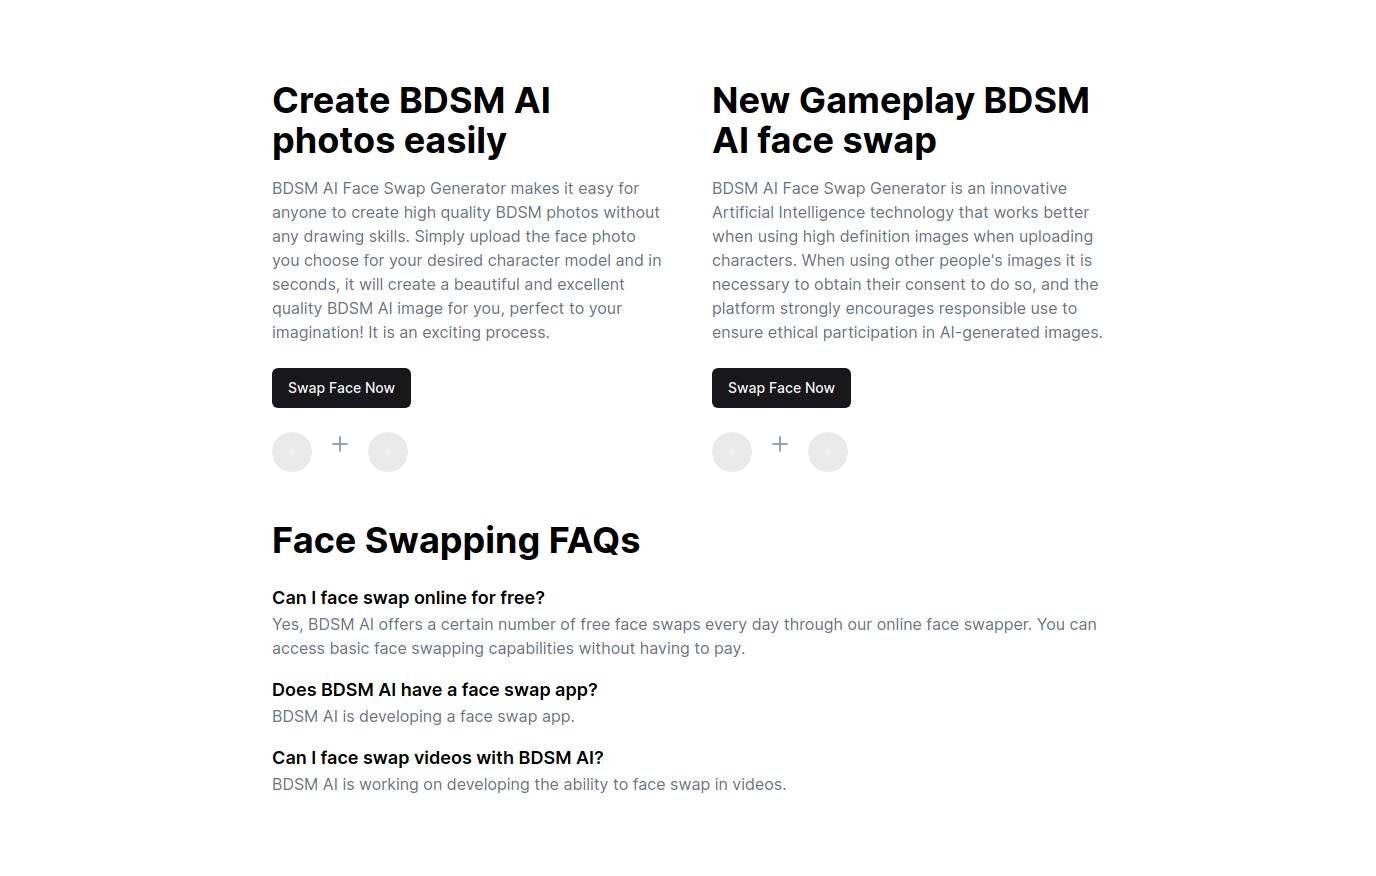 Create BDSM AI
photos easily
BDSM AI Face Swap Generator makes it easy for
anyone to create high quality BDSM photos without
any drawing skills. Simply upload the face photo
you choose for your desired character model and in
seconds, it will create a beautiful and excellent
quality BDSM AI image for you, perfect to your
imagination! It is an exciting process.
Swap Face Now
New Gameplay BDSM
AI face swap
BDSM AI Face Swap Generator is an innovative
Artificial Intelligence technology that works better
when using high definition images when uploading
characters. When using other people's images it is
necessary to obtain their consent to do so, and the
platform strongly encourages responsible use to
ensure ethical participation in AI-generated images.
Swap Face Now
Face Swapping FAQs
Can I face swap online for free?
Yes, BDSM AI offers a certain number of free face swaps every day through our online face swapper. You can
access basic face swapping capabilities without having to pay.
Does BDSM AI have a face swap app?
BDSM AI is developing a face swap app.
Can I face swap videos with BDSM AI?
BDSM AI is working on developing the ability to face swap in videos.